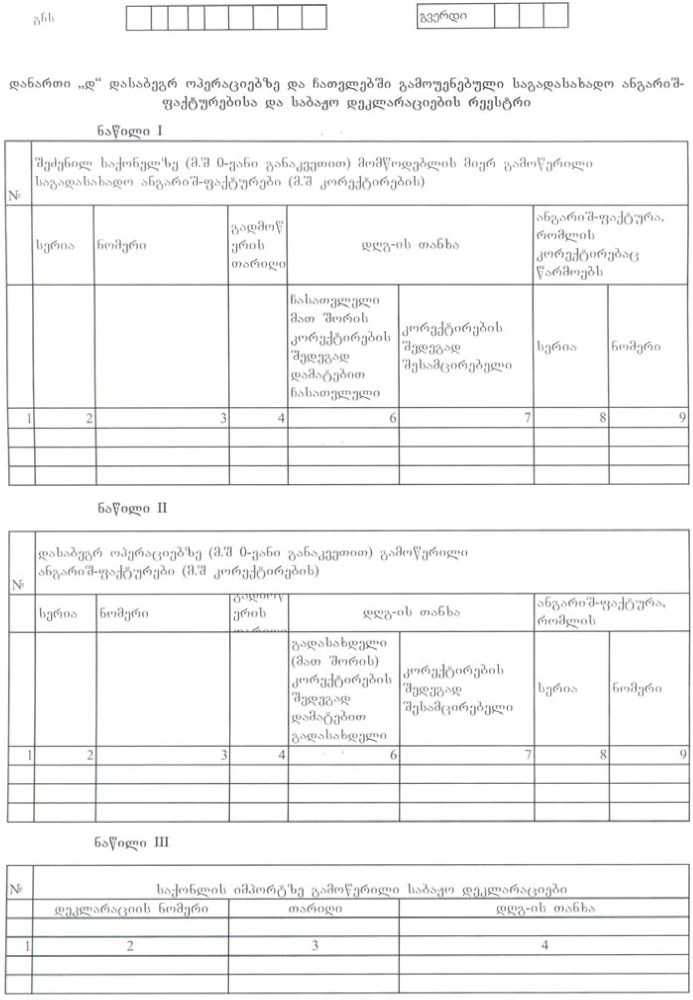 გნს
გვერდი
დანართი „დ“ დასაბეგრ ოპერაციებზე და ჩათვლებში გამოყენებული საგადასახადო ანგარიშ-
ფაქტურებისა და საბაჟო დეკლარაციების რეესტრი
ნაწილი I
№
შეძენილ საქონელზე (მ.შ 0-ვანი განაკვეთით) მომწოდებლის მიერ გამოწერილი
საგადასახადო ანგარიშ-ფაქტურები (მ.შ კორექტირების)
სერია
ნომერი
გადმოწ
ერის
თარიღი
დღგ-ის თანხა
ანგარიშ-ფაქტურა,
რომლის
კორექტირებაც
წარმოებს
ჩასათვლელი
მათ შორის
კორექტირების
შედეგად
დამატებით
ჩასათვლელი
კორექტირების
შედეგად
შესამცირებელი
სერია
ნომერი
1 2 3 4 6 7 8 9
ნაწილი II
№
დასაბეგრ ოპერაციებზე (მ.შ 0-ვანი განაკვეთით) გამოწერილი
ანგარიშ-ფაქტურები (მ.შ კორექტირების)
სერია
ნომერი
ერის
დღგ-ის თანხა
ანგარიშ-ფაქტურა,
რომლის
გადასახდელი
(მათ შორის)
კორექტირების
შედეგად
დამატებით
გადასახდელი
კორექტირების
შედეგად
შესამცირებელი
სერია
ნომერი
1 2 3 4 6 7 8 9
ნაწილი III
№
საქონლის იმპორტზე გამოწერილი საბაჟო დეკლარაციები
დეკლარაციის ნომერი
თარიღი
დღგ-ის თანხა
1 2 3 4